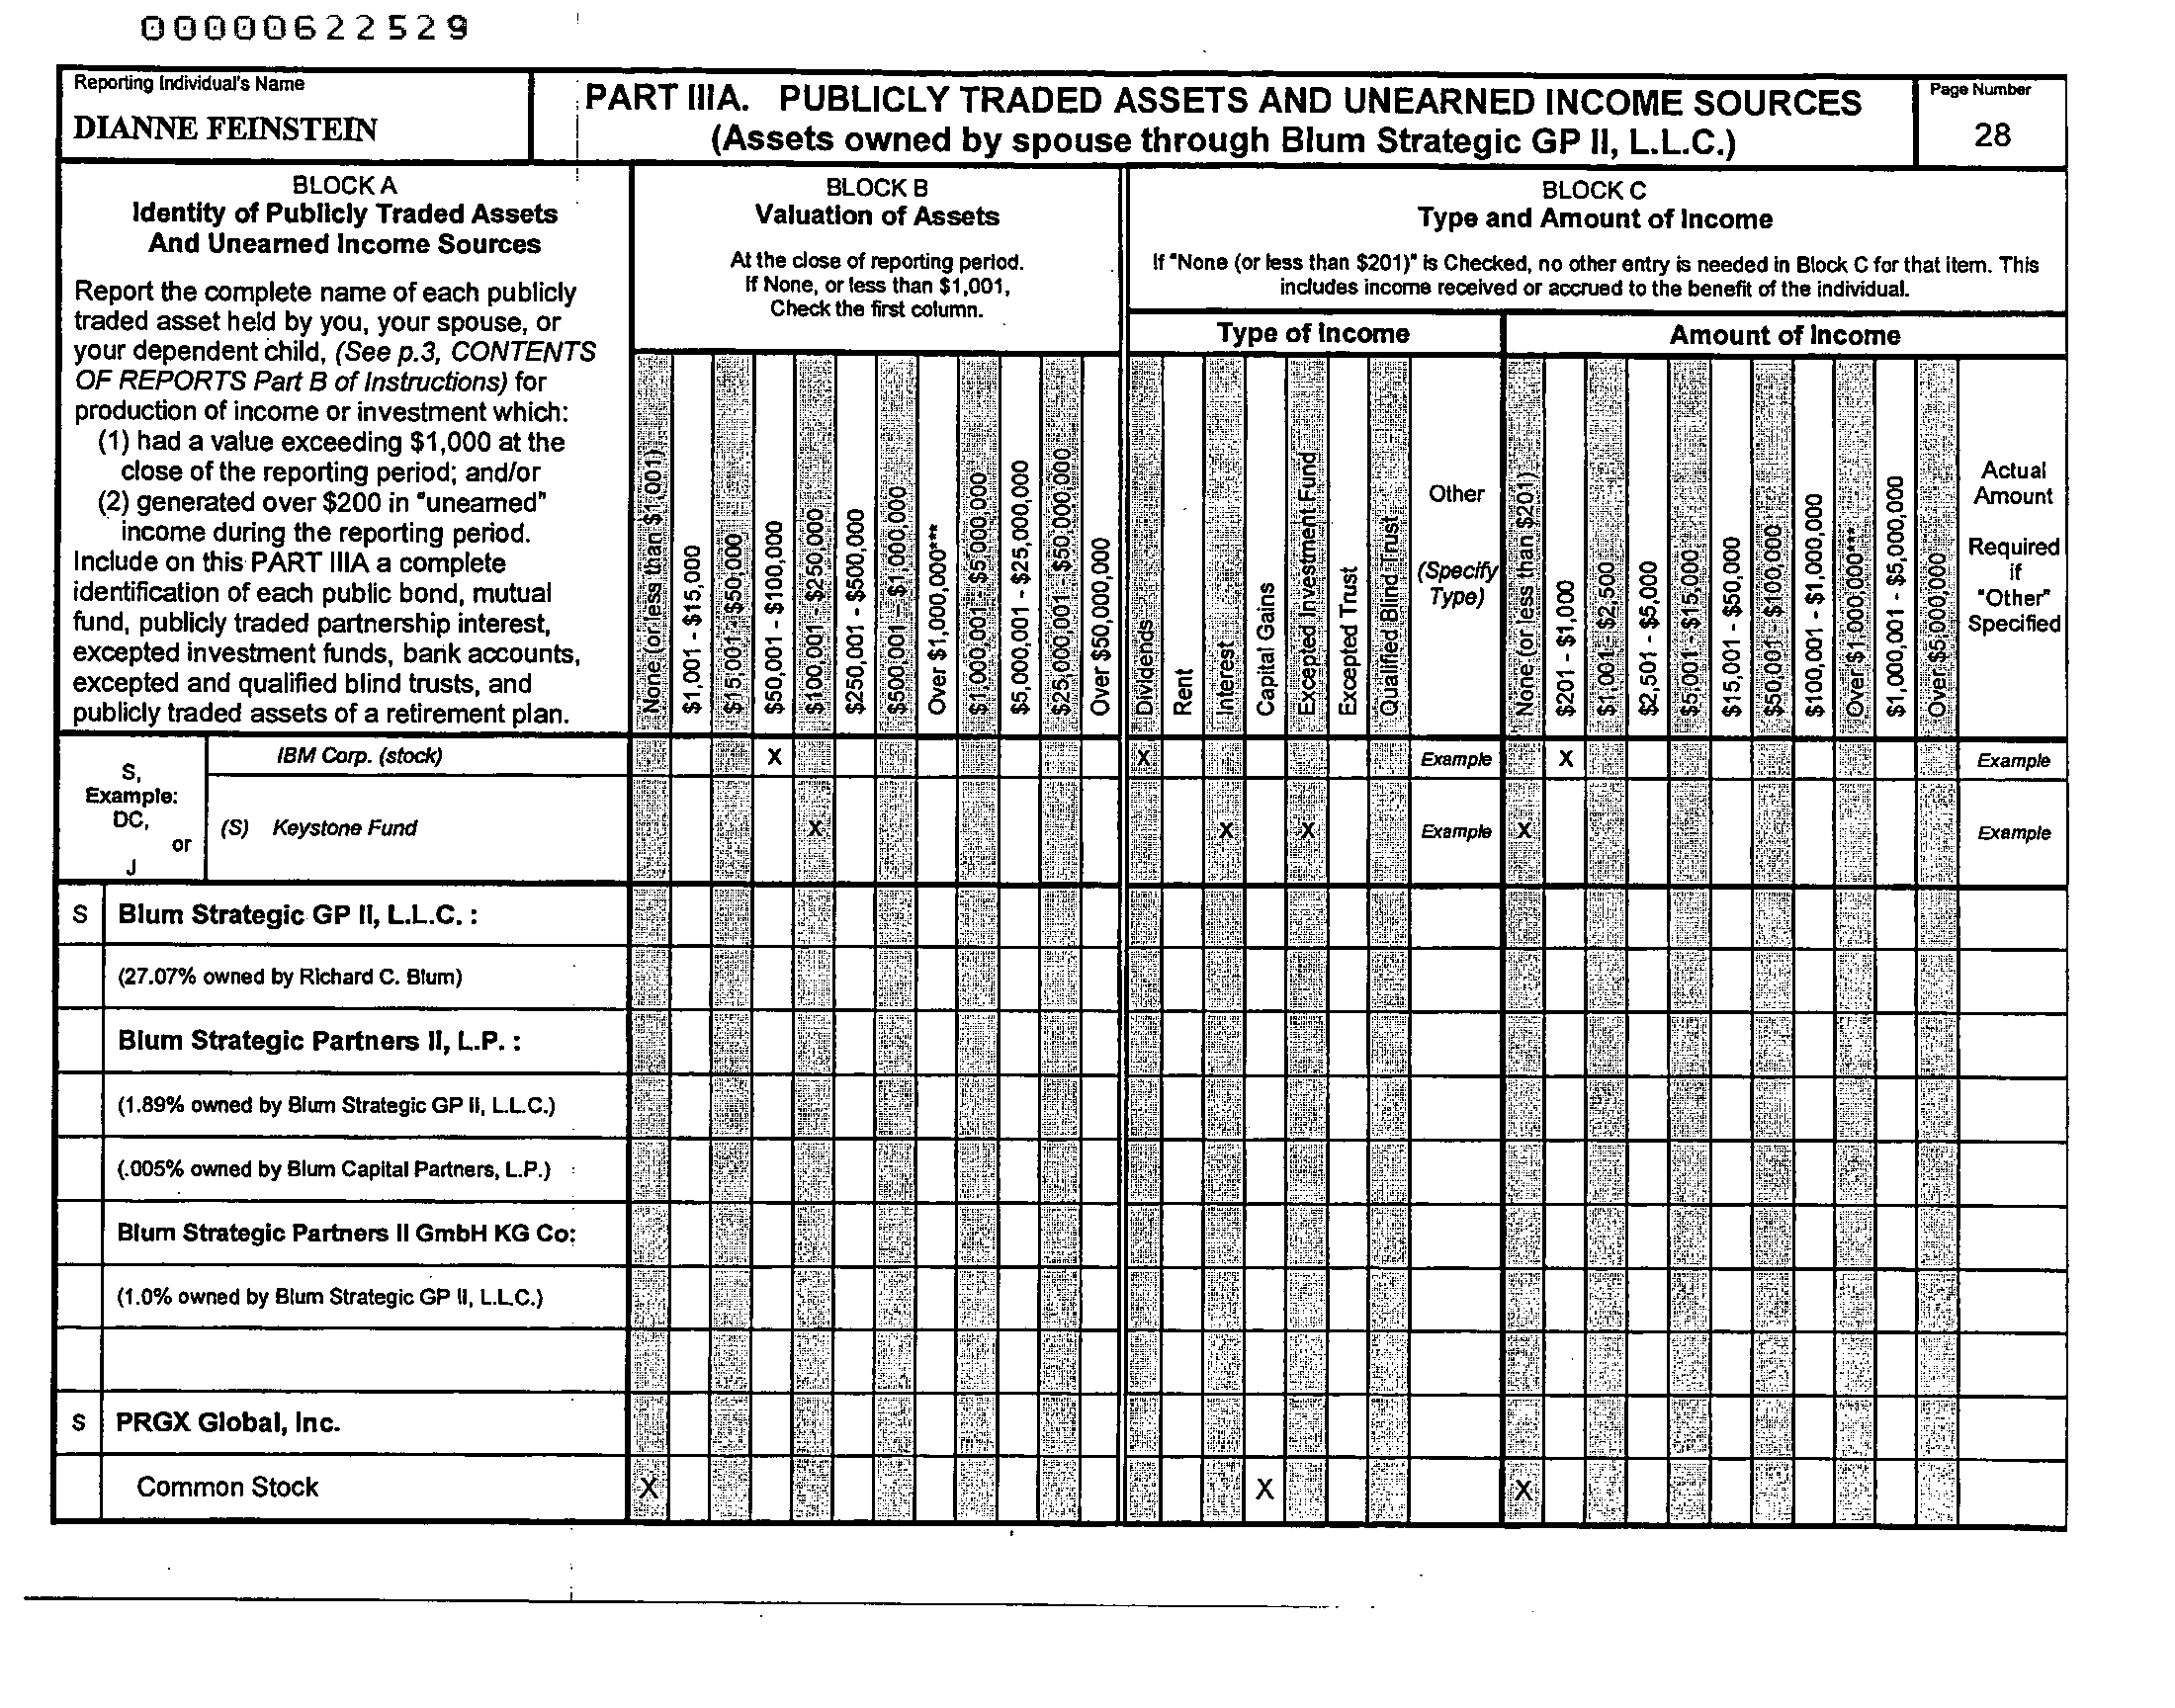 00000622529
Reporting Individual's Name
DIANNE FEINSTEIN
PART IIIA. PUBLICLY TRADED ASSETS AND UNEARNED INCOME SOURCES
(Assets owned by spouse through Blum Strategic GP II, L.L.C.)
Page Number
28
BLOCK A
Identity of Publicly Traded Assets
And Unearned Income Sources
Report the complete name of each publicly
traded asset held by you, your spouse, or
your dependent child, (See p.3, CONTENTS
OF REPORTS Part B of Instructions) for
production of income or investment which:
(1) had a value exceeding $1,000 at the
close of the reporting period; and/or
(2) generated over $200 in "unearned"
income during the reporting period.
Include on this PART IIIA a complete
identification of each public bond, mutual
fund, publicly traded partnership interest,
excepted investment funds, bank accounts,
excepted and qualified blind trusts, and
publicly traded assets of a retirement plan.
BLOCK B
Valuation of Assets
At the close of reporting period.
If None, or less than $1,001,
Check the first column.
None (or less than $1,001)
$1,001 - $15,000
$15,001 - $50,000
$50,001 - $100,000
$100,001 - $250,000
$250,001 - $500,000
$500,001 - $1,000,000
Over $1,000,000***
$1,000,001 - $5,000,000
$5,000,001 - $25,000,000
$25,000,001 - $50,000,000
Over $50,000,000
BLOCK C
Type and Amount of Income
If "None (or less than $201)" is Checked, no other entry is needed in Block C for that item. This
includes income received or accrued to the benefit of the individual.
Type of Income
Dividends
Rent
Interest
Capital Gains
Excepted Investment Fund
Excepted Trust
Qualified Blind Trust
Other
(Specify
Type)
Amount of Income
None (or less than $201)
$201 - $1,000
$1,001 - $2,500
$2,501 - $5,000
$5,001 - $15,000
$15,001 - $50,000
$50,001 - $100,000
$100,001 - $1,000,000
Over $1,000,000***
$1,000,001 - $5,000,000
Over $5,000,000
Actual
Amount
Required
if
"Other"
Specified
S,
Example:
DC,
or
J
IBM Corp. (stock) X X Example X Example
(S) Keystone Fund X X X Example X Example
S Blum Strategic GP II, L.L.C. :
(27.07% owned by Richard C. Blum)
Blum Strategic Partners II, L.P. :
(1.89% owned by Blum Strategic GP II, L.L.C.)
(.005% owned by Blum Capital Partners, L.P.)
Blum Strategic Partners II GmbH KG Co:
(1.0% owned by Blum Strategic GP II, L.L.C.)
S PRGX Global, Inc.
Common Stock X X X